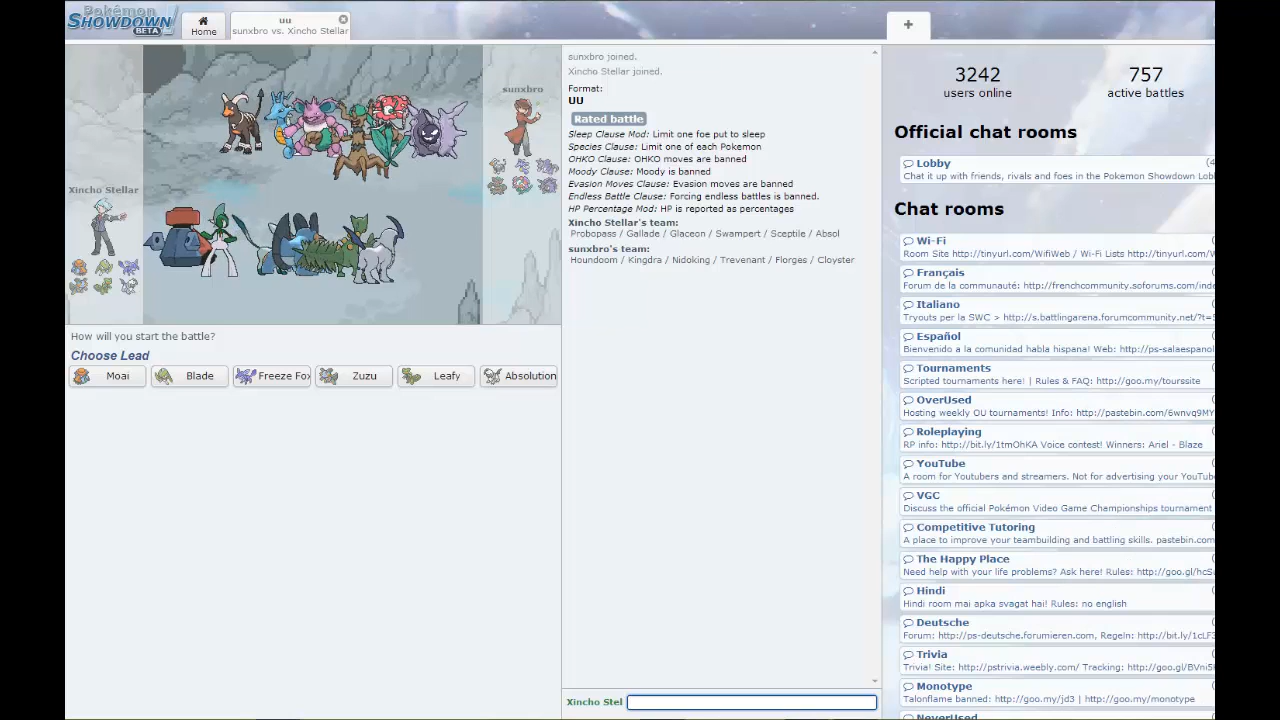 Pokémon
SHOWDOWN
BETA
Home
uu
sunxbro vs. Xincho Stellar
+
sunxbro
Xincho Stellar
How will you start the battle?
Choose Lead
Moai
Blade
Freeze Fox
Zuzu
Leafy
Absolution
sunxbro joined.
Xincho Stellar joined.
Format:
UU
Rated battle
Sleep Clause Mod: Limit one foe put to sleep
Species Clause: Limit one of each Pokemon
OHKO Clause: OHKO moves are banned
Moody Clause: Moody is banned
Evasion Moves Clause: Evasion moves are banned
Endless Battle Clause: Forcing endless battles is banned.
HP Percentage Mod: HP is reported as percentages
Xincho Stellar's team:
Probopass / Gallade / Glaceon / Swampert / Sceptile / Absol
sunxbro's team:
Houndoom / Kingdra / Nidoking / Trevenant / Florges / Cloyster
Xincho Stel
3242
users online
757
active battles
Official chat rooms
Lobby (4
Chat it up with friends, rivals and foes in the Pokemon Showdown Lobl
Chat rooms
Wi-Fi
Room Site http://tinyurl.com/WifiWeb / Wi-Fi Lists http://tinyurl.com/W
Français
Forum de la communauté: http://frenchcommunity.soforums.com/inde
Italiano
Tryouts per la SWC > http://s.battlingarena.forumcommunity.net/?t=5
Español
Bienvenido a la comunidad habla hispana! Web: http://ps-salaespanol
Tournaments
Scripted tournaments here! | Rules & FAQ: http://goo.my/tourssite
OverUsed
Hosting weekly OU tournaments! Info: http://pastebin.com/6wnvq9MY
Roleplaying
RP info: http://bit.ly/1tmOhKA Voice contest! Winners: Ariel - Blaze
YouTube
A room for Youtubers and streamers. Not for advertising your YouTub
VGC
Discuss the official Pokémon Video Game Championships tournament
Competitive Tutoring
A place to improve your teambuilding and battling skills. pastebin.com
The Happy Place
Need help with your life problems? Ask here! Rules: http://goo.gl/hcS
Hindi
Hindi room mai apka svagat hai! Rules: no english
Deutsche
Forum: http://ps-deutsche.forumieren.com, Regeln: http://bit.ly/1cLF3
Trivia
Trivia! Site: http://pstrivia.weebly.com/ Tracking: http://goo.gl/BVni5
Monotype
Talonflame banned: http://goo.my/jd3 | http://goo.my/monotype
NeverUsed